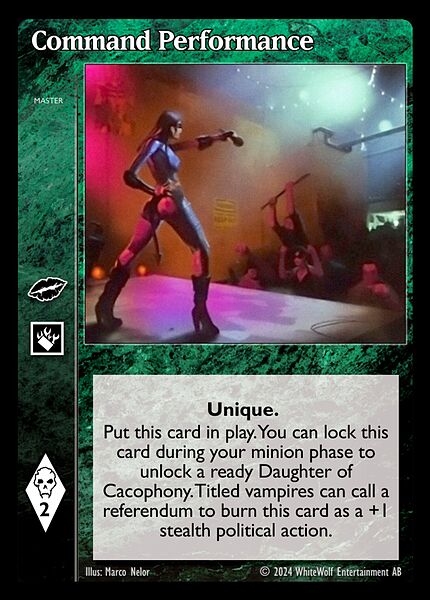 Command Performance
MASTER
2
Unique.
Put this card in play.You can lock this
card during your minion phase to
unlock a ready Daughter of
Cacophony.Titled vampires can call a
referendum to burn this card as a +1
stealth political action.
Illus: Marco Nelor
© 2024 WhiteWolf Entertainment AB